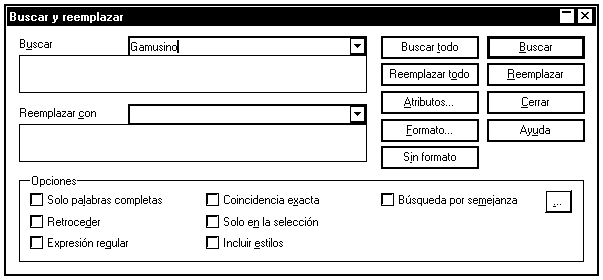 Buscar y reemplazar
Buscar
Gamusino
Buscar todo
Buscar
Reemplazar todo
Reemplazar
Reemplazar con
Atributos...
Cerrar
Formato...
Ayuda
Sin formato
Opciones
Solo palabras completas
Coincidencia exacta
Búsqueda por semejanza
...
Retroceder
Solo en la selección
Expresión regular
Incluir estilos